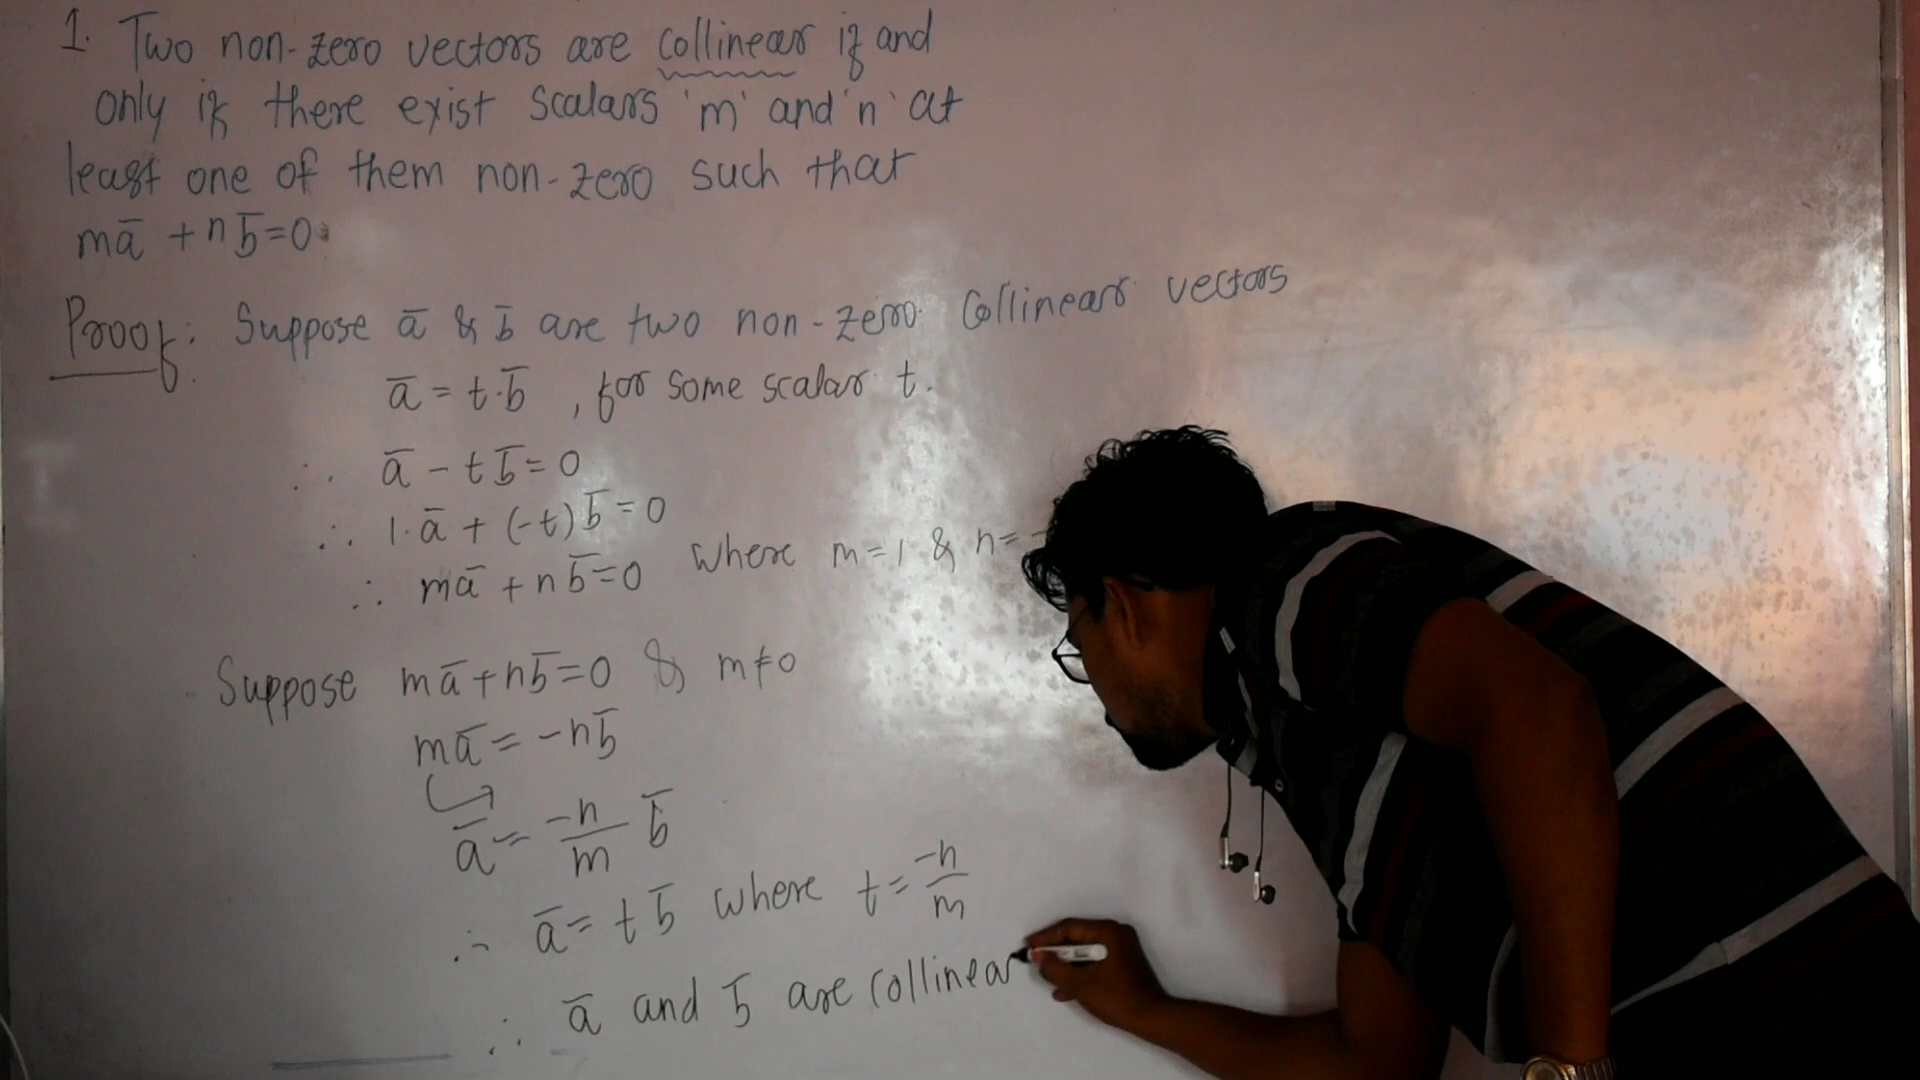 1. Two non-zero vectors are collinear if and
only if there exist scalars 'm' and 'n' at
least one of them non-zero such that
mā + nb̄=0.
Proof: Suppose ā & b̄ are two non-zero collinear vectors
ā = t·b̄ , for some scalar t.
∴ ā - tb̄=0
∴ 1·ā + (-t)b̄=0
∴ mā + nb̄=0 where m=1 & n=-
Suppose mā+nb̄=0 & m≠0
mā=-nb̄
ā= -n/m b̄
∴ ā= tb̄ where t= -n/m
∴ ā and b̄ are collinear